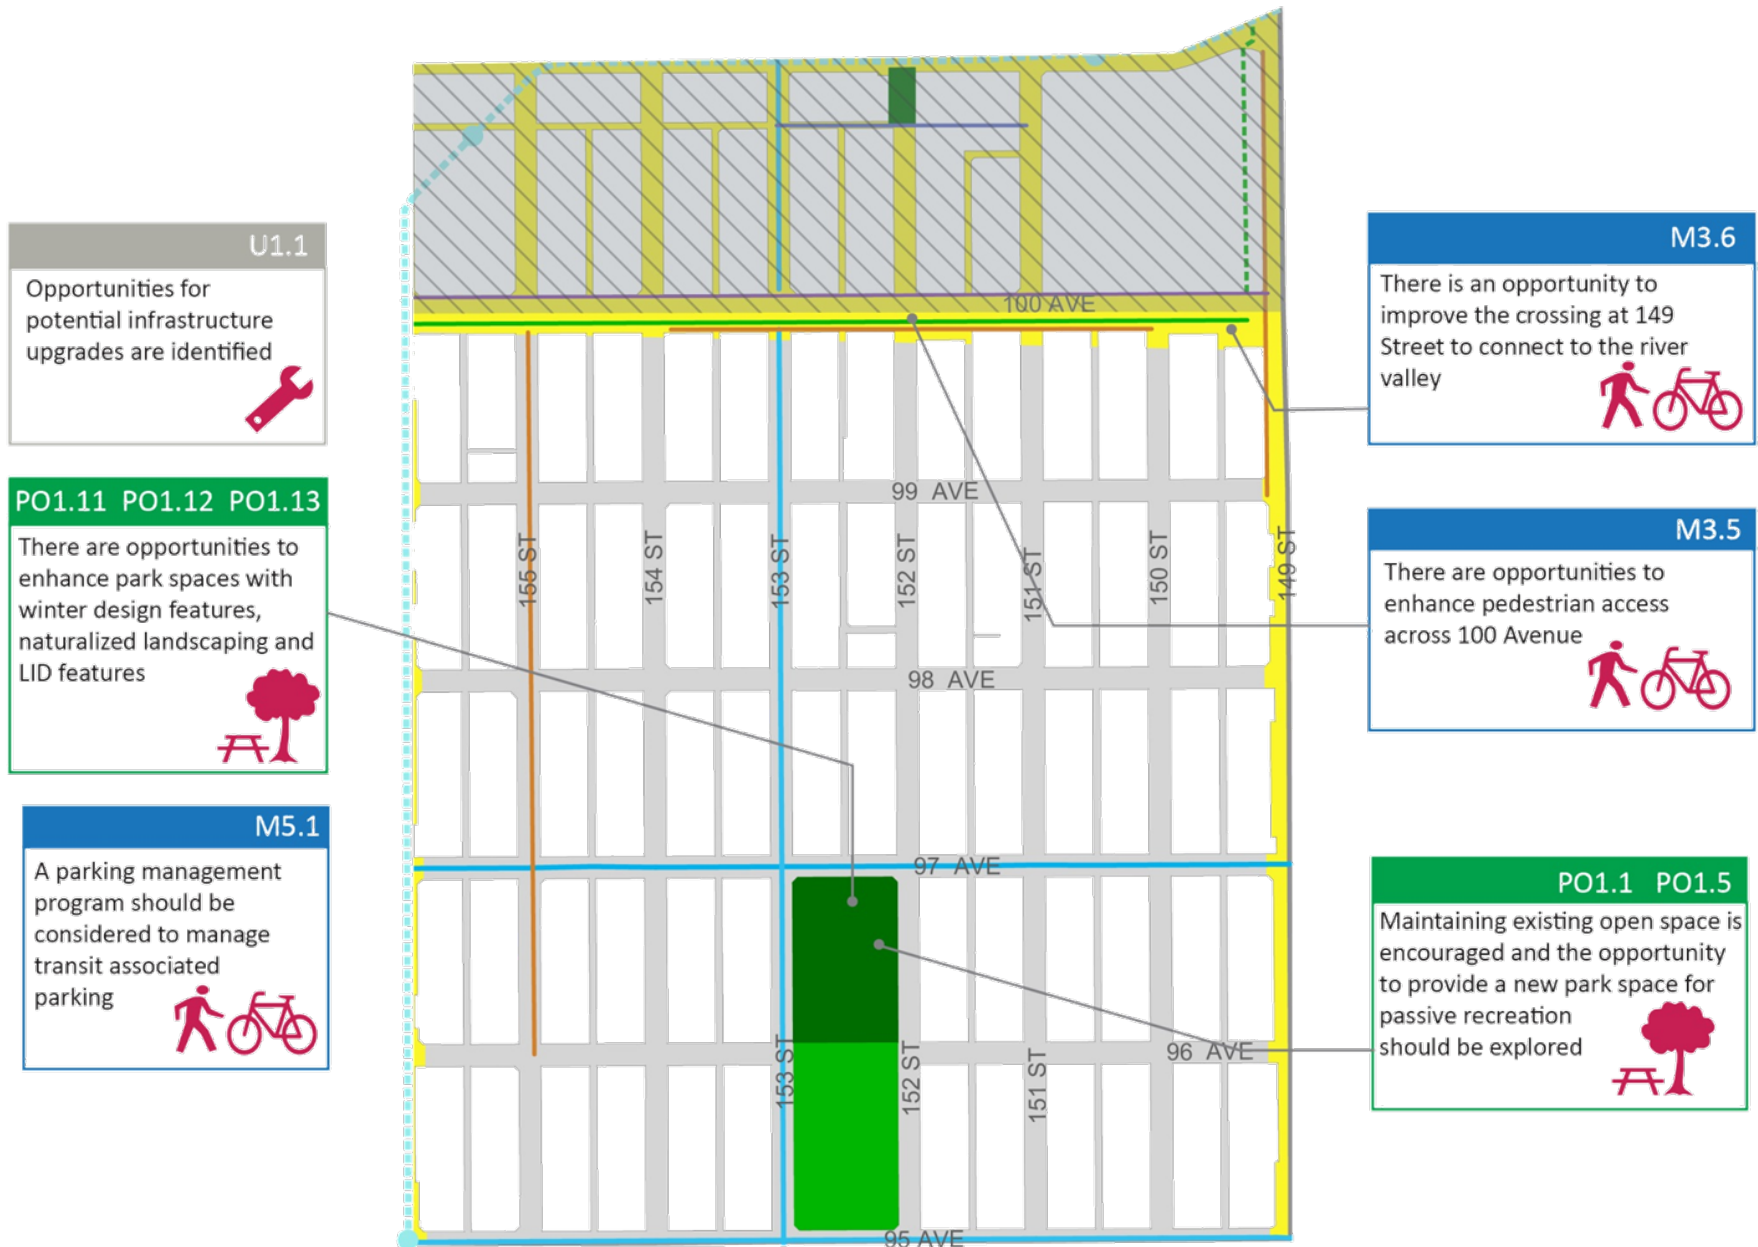 U1.1
Opportunities for
potential infrastructure
upgrades are identified
PO1.11 PO1.12 PO1.13
There are opportunities to
enhance park spaces with
winter design features,
naturalized landscaping and
LID features
M5.1
A parking management
program should be
considered to manage
transit associated
parking
100 AVE
99 AVE
155 ST
154 ST
153 ST
152 ST
151 ST
150 ST
149 ST
98 AVE
97 AVE
96 AVE
153 ST
152 ST
151 ST
95 AVE
M3.6
There is an opportunity to
improve the crossing at 149
Street to connect to the river
valley
M3.5
There are opportunities to
enhance pedestrian access
across 100 Avenue
PO1.1 PO1.5
Maintaining existing open space is
encouraged and the opportunity
to provide a new park space for
passive recreation
should be explored